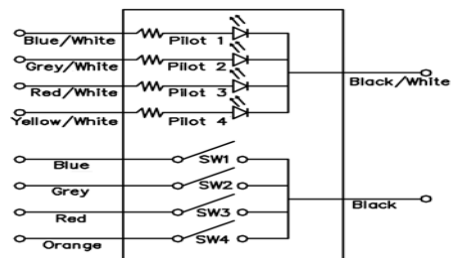 Blue/White Pilot 1
Grey/White Pilot 2
Red/White Pilot 3
Black/White
Yellow/White Pilot 4
Blue SW1
Grey SW2
Red SW3
Black
Orange SW4